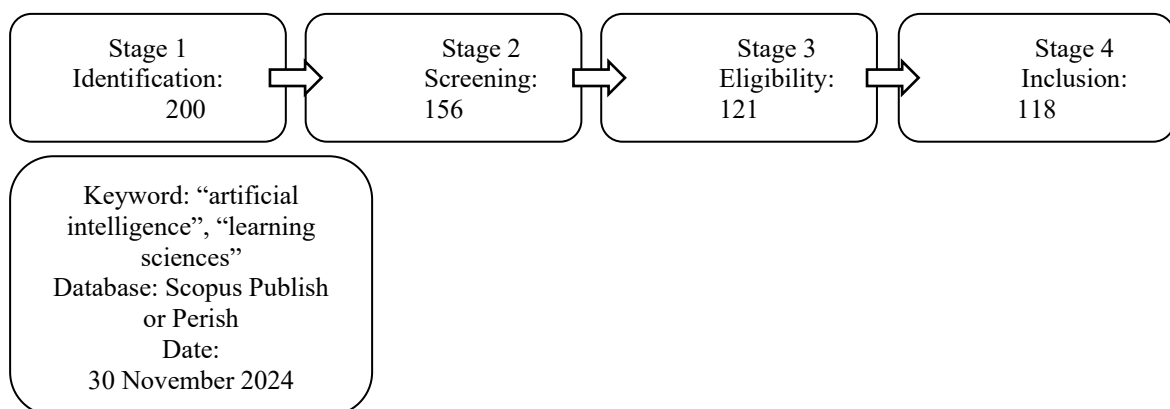 Stage 1
Identification:
200
Stage 2
Screening:
156
Stage 3
Eligibility:
121
Stage 4
Inclusion:
118
Keyword: “artificial
intelligence”, “learning
sciences”
Database: Scopus Publish
or Perish
Date:
30 November 2024